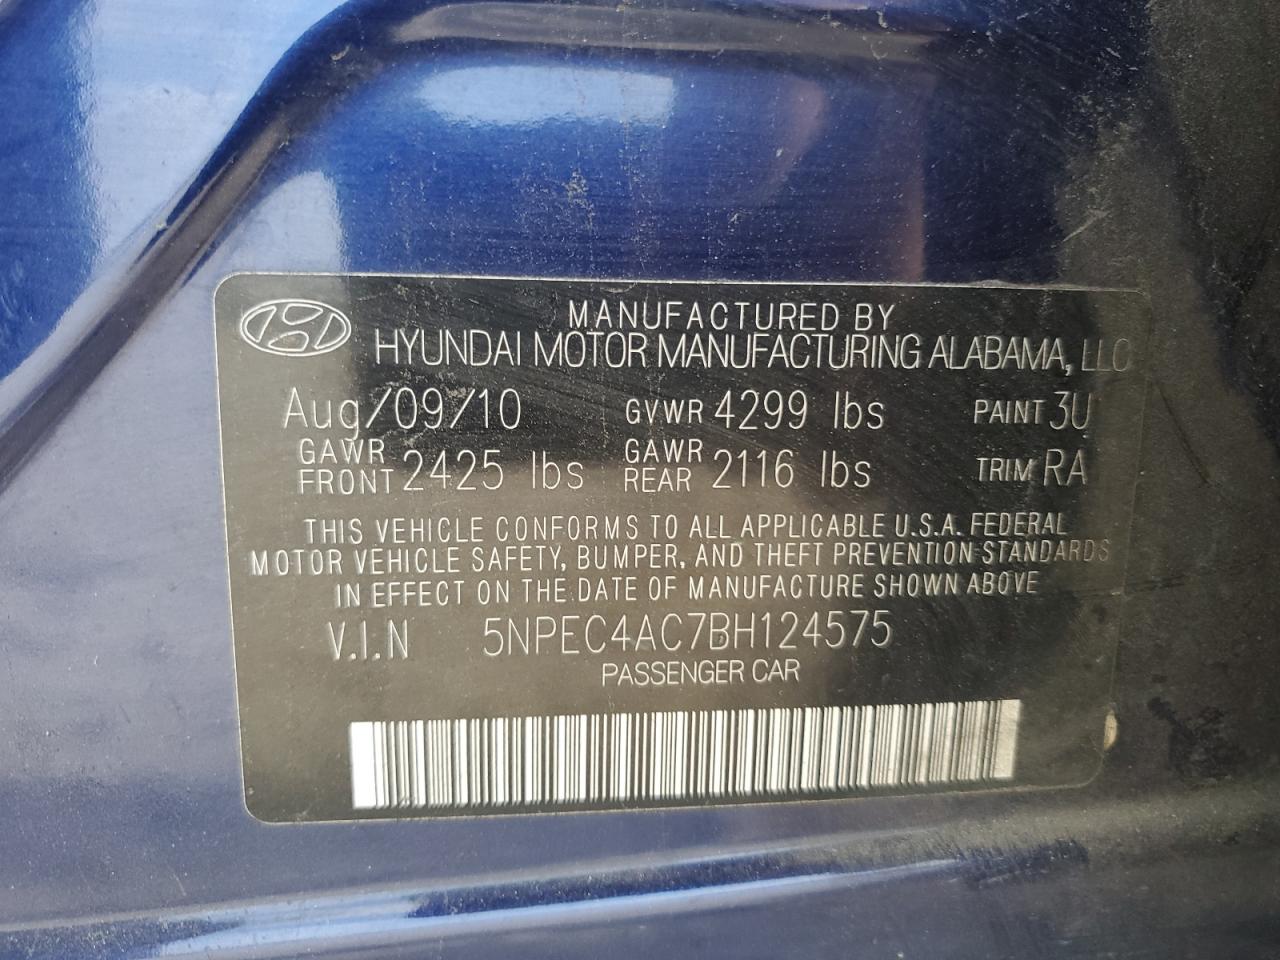 MANUFACTURED BY
HYUNDAI MOTOR MANUFACTURING ALABAMA, LLC
Aug/09/10 GVWR 4299 lbs PAINT 3U
GAWR FRONT 2425 lbs GAWR REAR 2116 lbs TRIM RA
THIS VEHICLE CONFORMS TO ALL APPLICABLE U.S.A. FEDERAL
MOTOR VEHICLE SAFETY, BUMPER, AND THEFT PREVENTION STANDARDS
IN EFFECT ON THE DATE OF MANUFACTURE SHOWN ABOVE
V.I.N 5NPEC4AC7BH124575
PASSENGER CAR